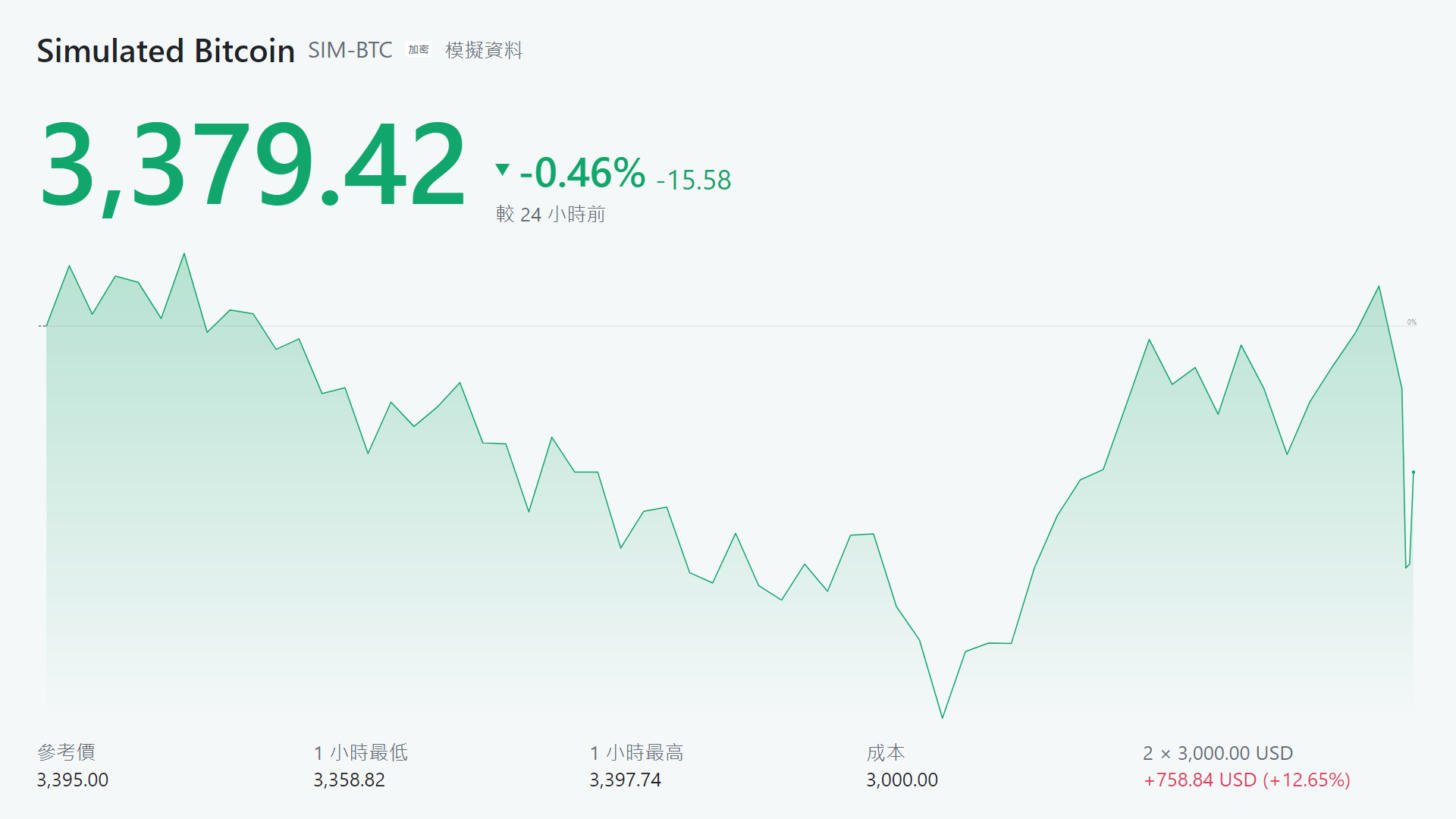 Simulated Bitcoin SIM-BTC 加密 模擬資料
3,379.42
▼ -0.46% -15.58
較 24 小時前
0%
參考價
3,395.00
1 小時最低
3,358.82
1 小時最高
3,397.74
成本
3,000.00
2 × 3,000.00 USD
+758.84 USD (+12.65%)